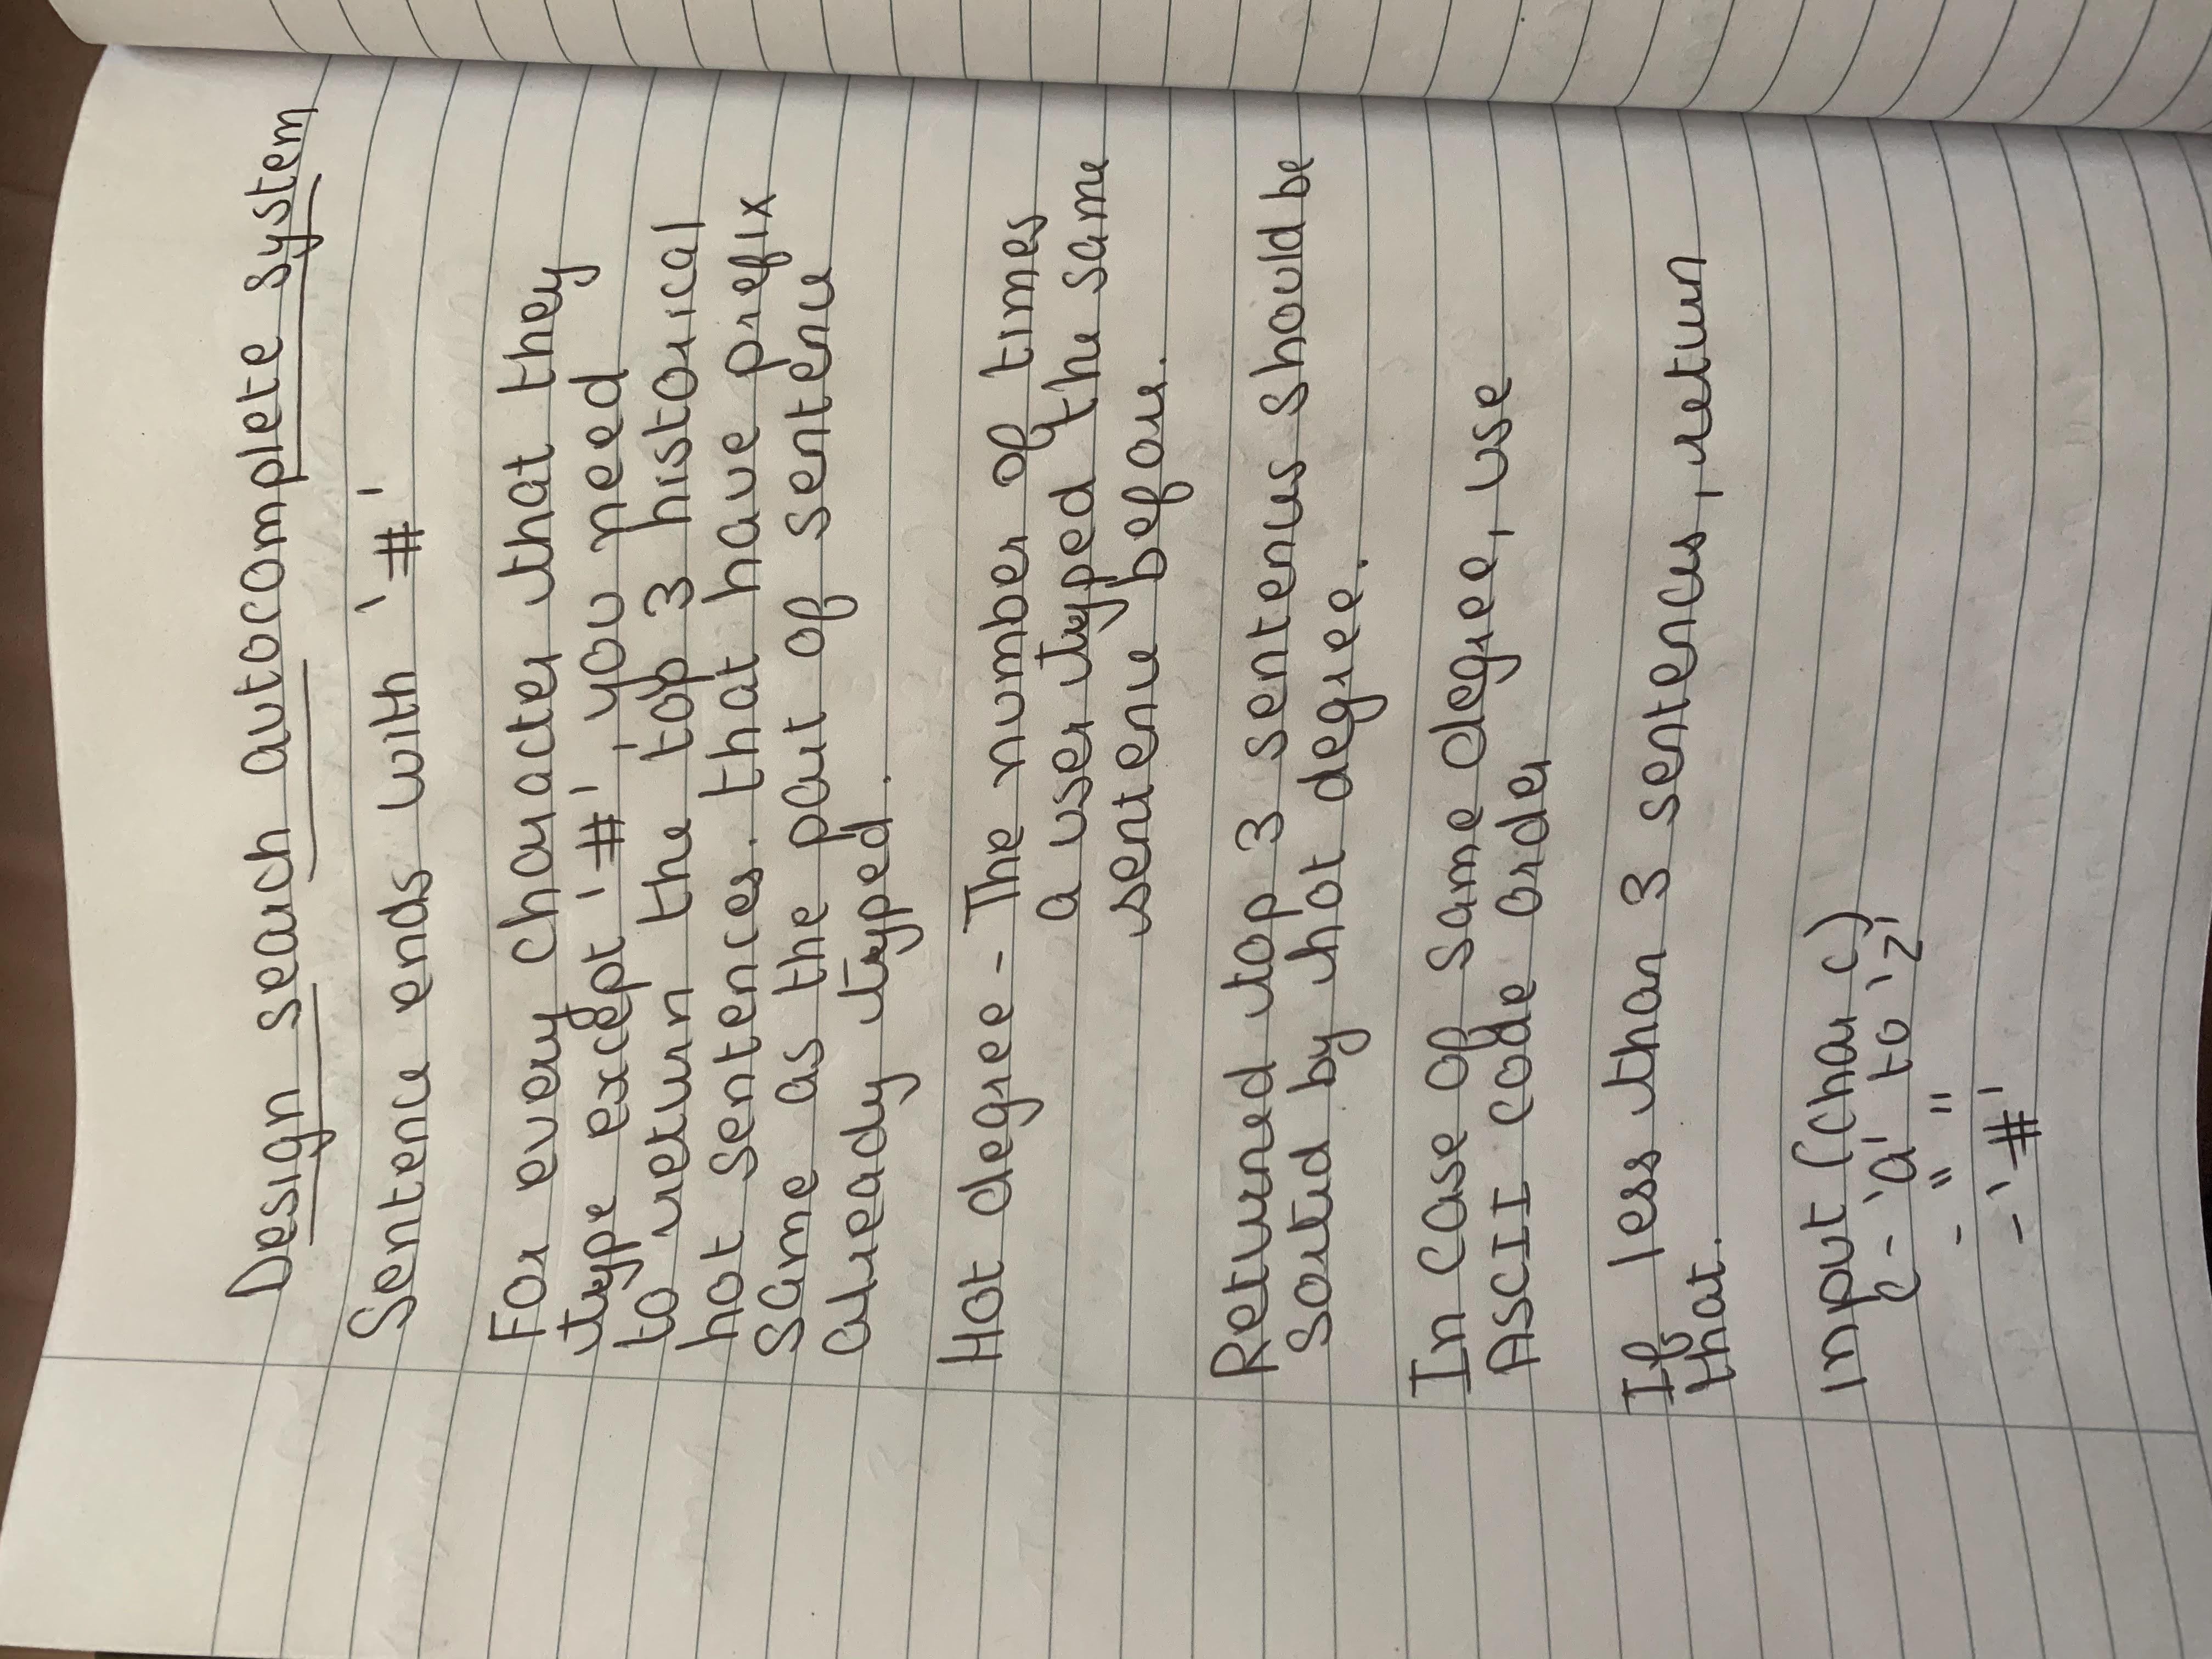 Design search autocomplete system
Sentence ends with '#'
For every character that they
type except '#', you need
to return the top 3 historical
hot sentences. that have prefix
same as the part of sentence
already typed.
Hot degree - The number of times
a user typed the same
sentence before.
Returned top 3 sentences should be
sorted by hot degree.
In case of same degree, use
ASCII code order
If less than 3 sentences, return
that.
input (char c)
c - 'a' to 'z'
- " "
- '#'